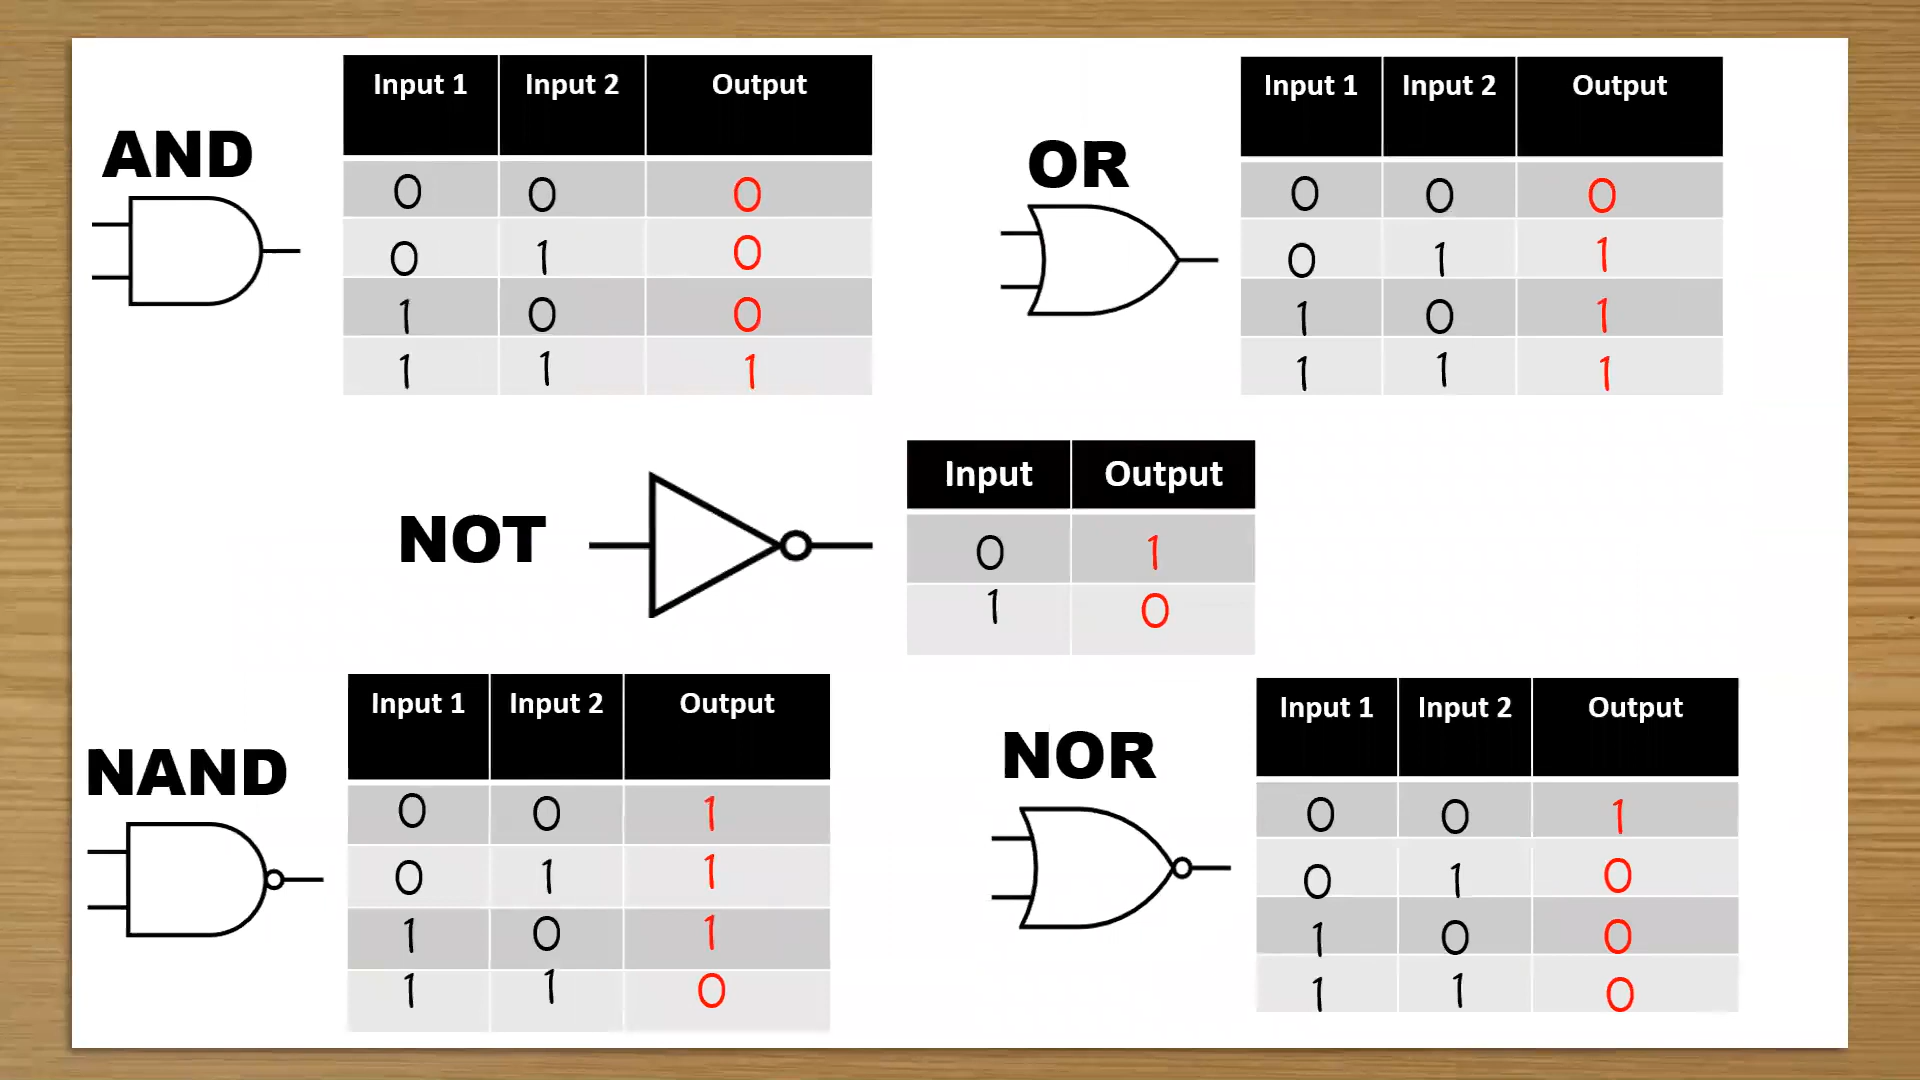 AND
Input 1 Input 2 Output
0 0 0
0 1 0
1 0 0
1 1 1
OR
Input 1 Input 2 Output
0 0 0
0 1 1
1 0 1
1 1 1
NOT
Input Output
0 1
1 0
NAND
Input 1 Input 2 Output
0 0 1
0 1 1
1 0 1
1 1 0
NOR
Input 1 Input 2 Output
0 0 1
0 1 0
1 0 0
1 1 0